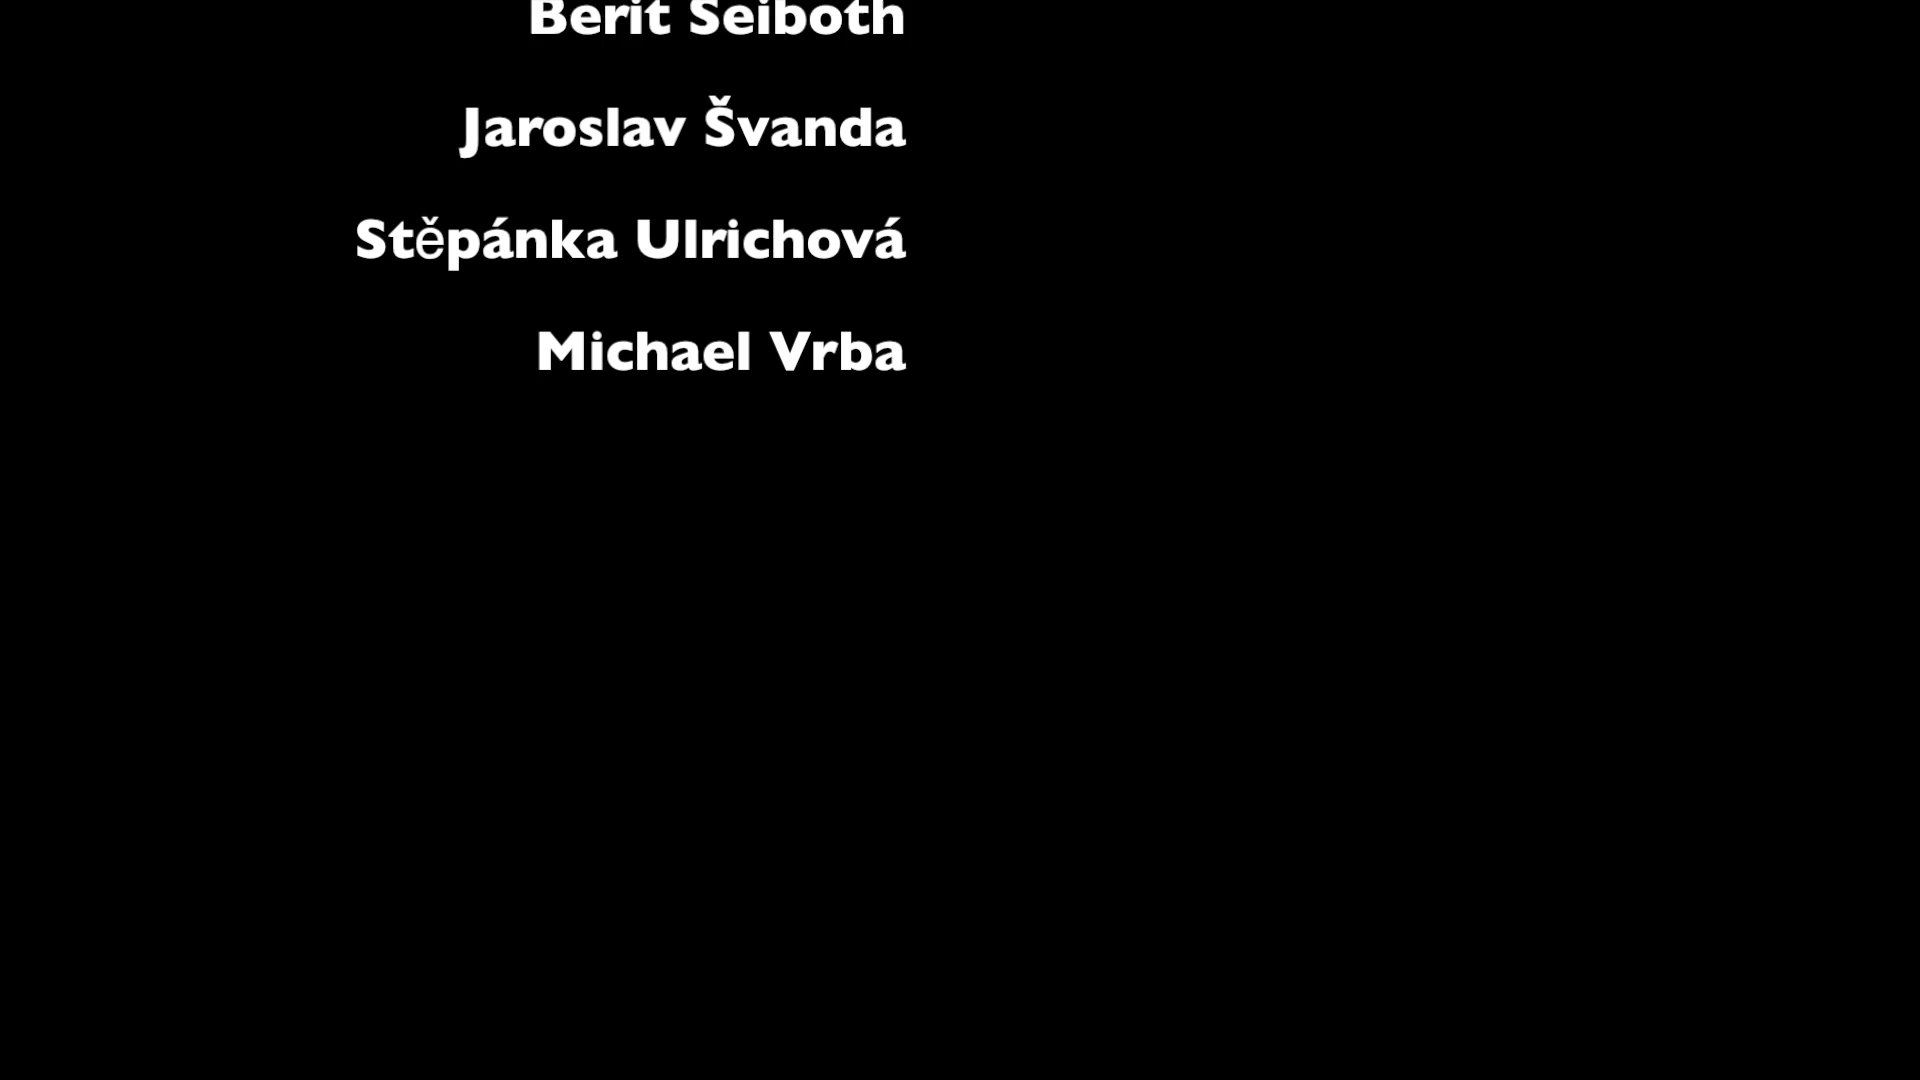 Berit Seiboth
Jaroslav Švanda
Stěpánka Ulrichová
Michael Vrba